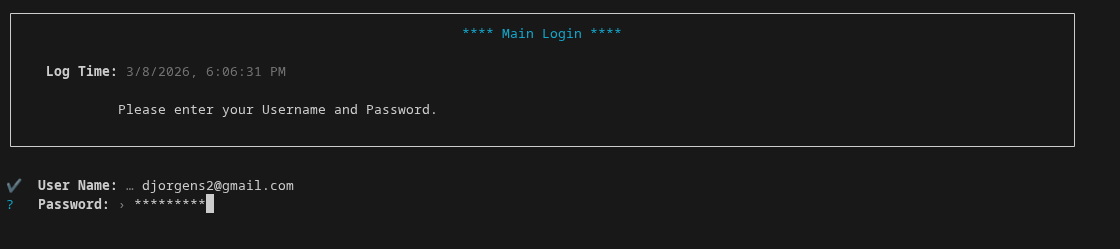 **** Main Login ****
Log Time: 3/8/2026, 6:06:31 PM
Please enter your Username and Password.
✔ User Name: … djorgens2@gmail.com
? Password: › *********